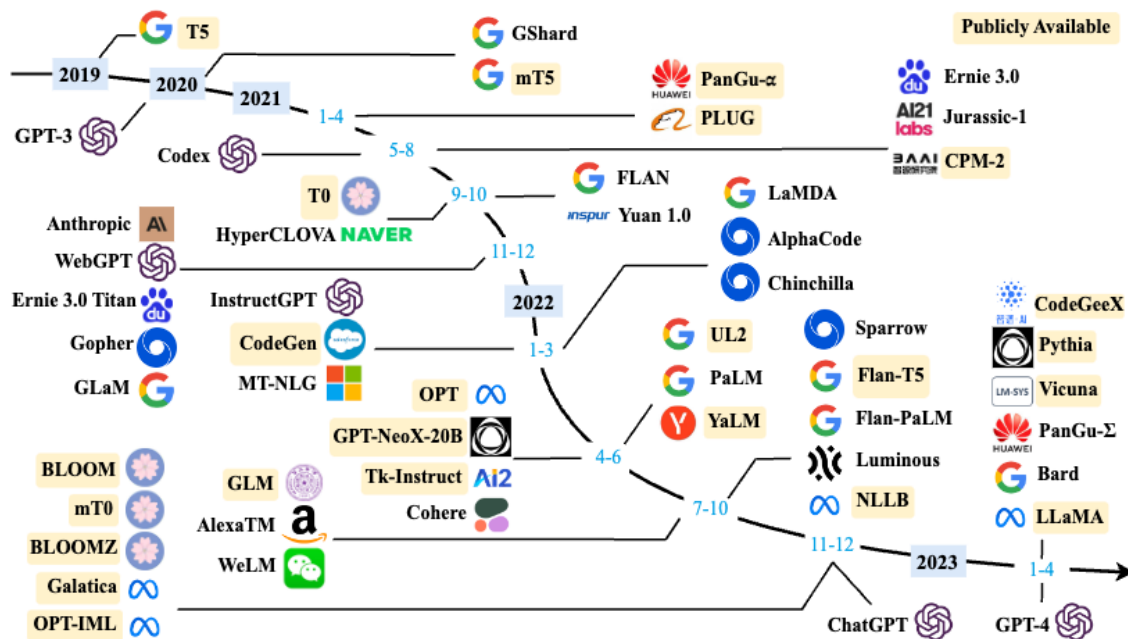 T5
GShard
Publicly Available
2019
2020
mT5
HUAWEI
PanGu-α
du
Ernie 3.0
2021
1-4
PLUG
AI21
labs
Jurassic-1
GPT-3
Codex
5-8
BAAI
CPM-2
T0
9-10
FLAN
LaMDA
HyperCLOVA NAVER
inspur Yuan 1.0
Anthropic
AI
AlphaCode
WebGPT
11-12
Chinchilla
Ernie 3.0 Titan
du
InstructGPT
2022
CodeGeeX
Gopher
CodeGen
1-3
UL2
Sparrow
Pythia
GLaM
MT-NLG
OPT
PaLM
Flan-T5
LM-SYS
Vicuna
GPT-NeoX-20B
YaLM
Flan-PaLM
HUAWEI
PanGu-Σ
BLOOM
GLM
Tk-Instruct
Ai2
4-6
Luminous
Bard
mT0
AlexaTM
a
Cohere
7-10
NLLB
LLaMA
BLOOMZ
WeLM
11-12
2023
1-4
Galatica
OPT-IML
ChatGPT
GPT-4